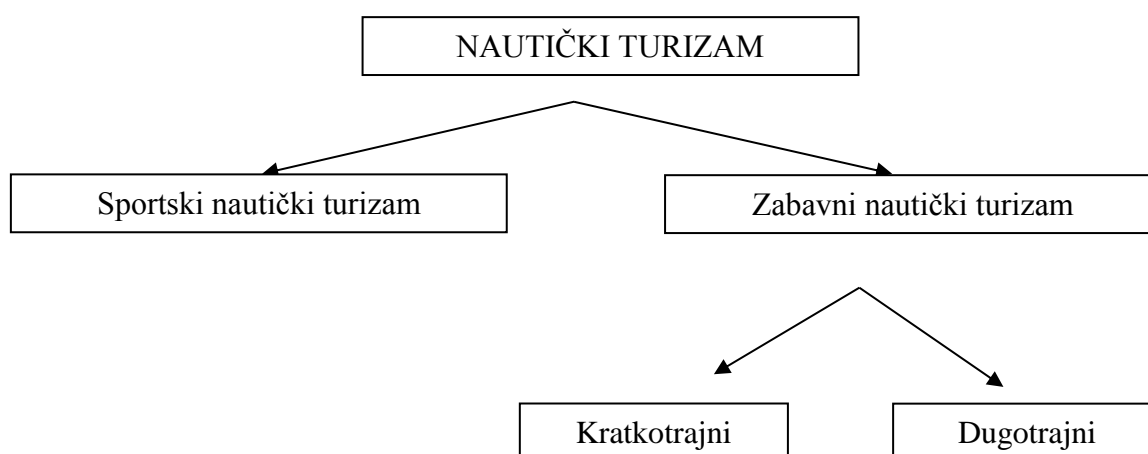 NAUTIČKI TURIZAM
Sportski nautički turizam
Zabavni nautički turizam
Kratkotrajni
Dugotrajni